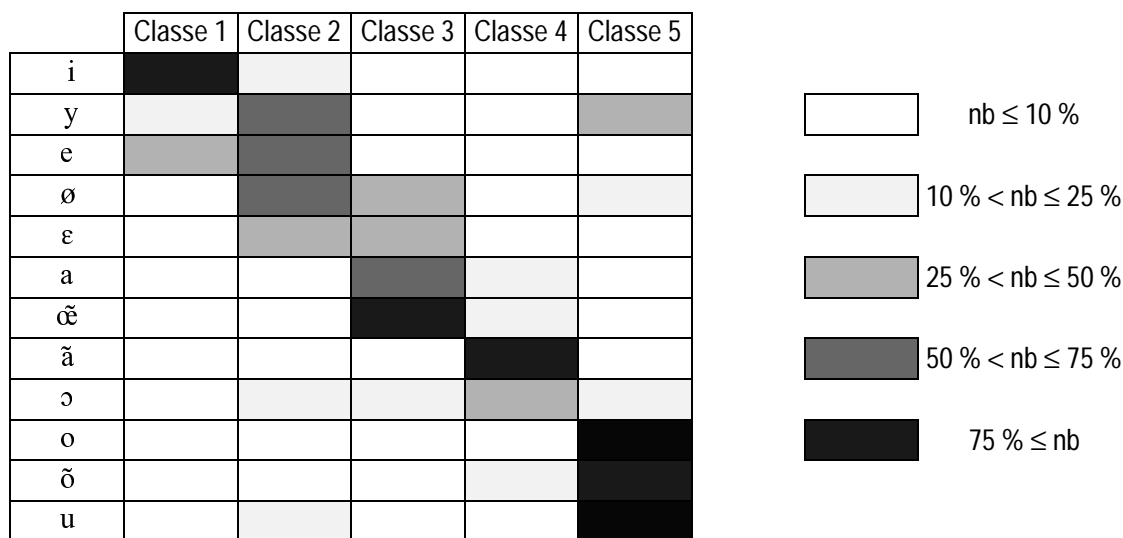 Classe 1 Classe 2 Classe 3 Classe 4 Classe 5
i
y
e
ø
ε
a
œ̃
ã
ɔ
o
õ
u
nb ≤ 10 %
10 % < nb ≤ 25 %
25 % < nb ≤ 50 %
50 % < nb ≤ 75 %
75 % ≤ nb